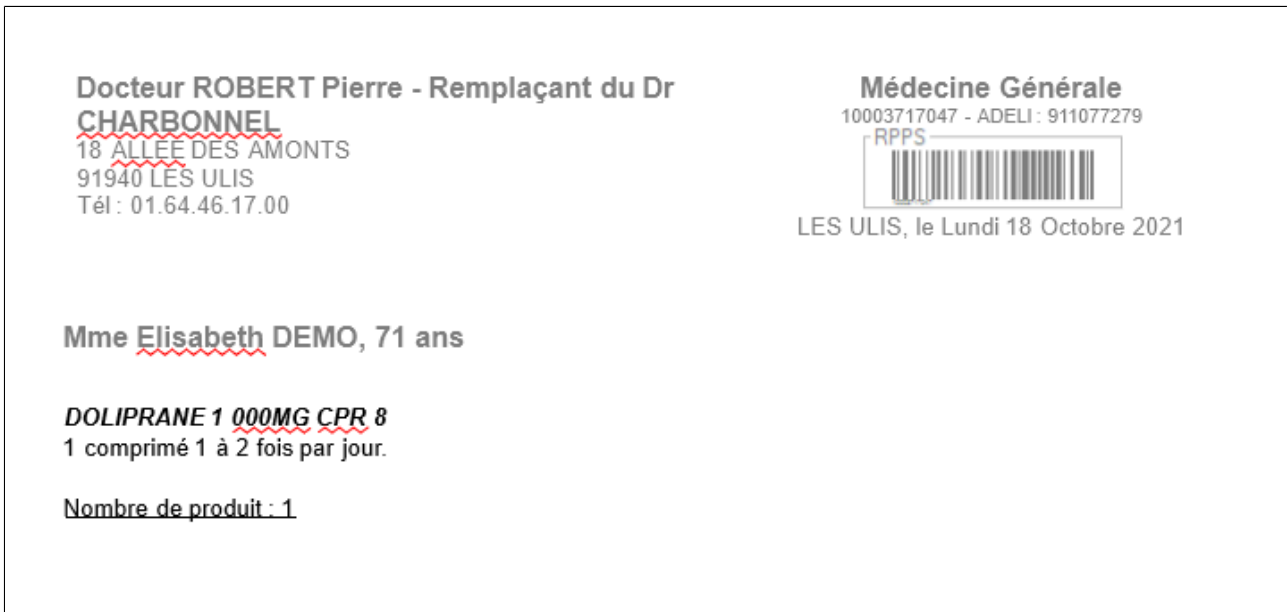 Docteur ROBERT Pierre - Remplaçant du Dr
CHARBONNEL
18 ALLEE DES AMONTS
91940 LES ULIS
Tél : 01.64.46.17.00
Médecine Générale
10003717047 - ADELI : 911077279
RPPS
LES ULIS, le Lundi 18 Octobre 2021
Mme Elisabeth DEMO, 71 ans
DOLIPRANE 1 000MG CPR 8
1 comprimé 1 à 2 fois par jour.
Nombre de produit : 1